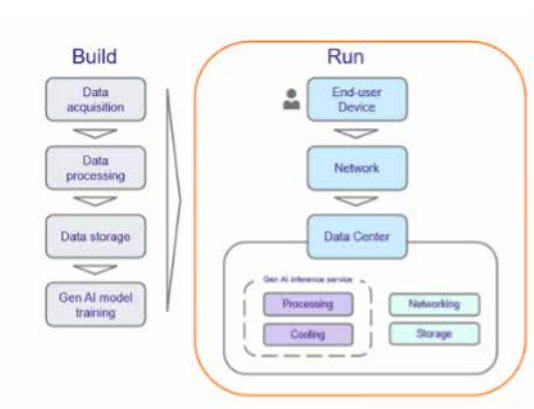 Build
Data
acquisition
Data
processing
Data storage
Gen AI model
training
Run
End-user
Device
Network
Data Center
Gen AI inference service
Processing
Cooling
Networking
Storage